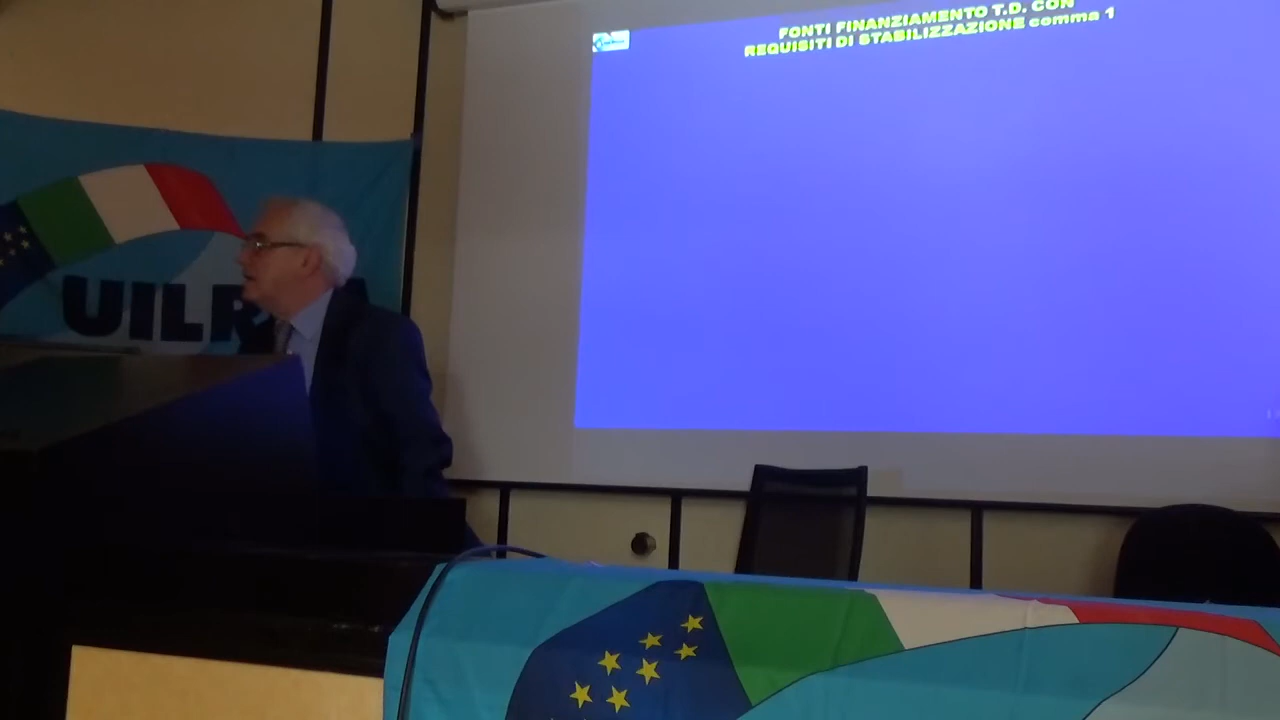 FONTI FINANZIAMENTO T.D. CON
REQUISITI DI STABILIZZAZIONE comma 1
UILR